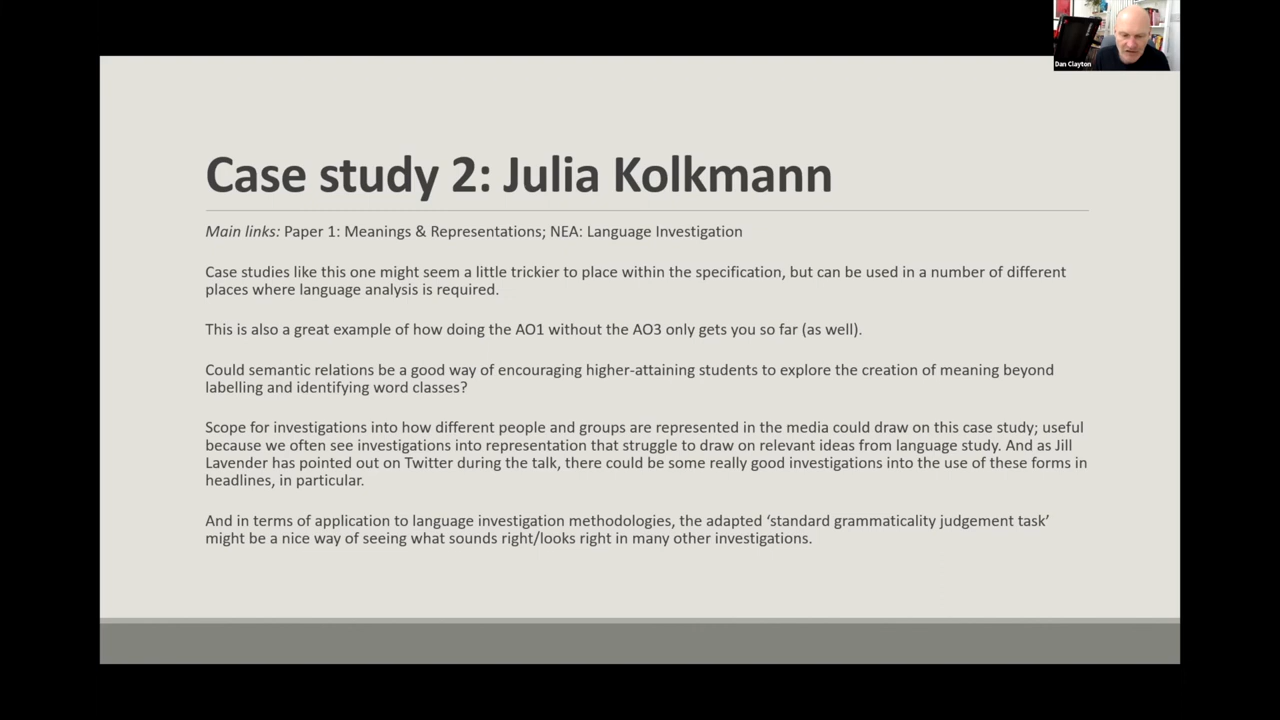 Dan Clayton
Case study 2: Julia Kolkmann
Main links: Paper 1: Meanings & Representations; NEA: Language Investigation
Case studies like this one might seem a little trickier to place within the specification, but can be used in a number of different
places where language analysis is required.
This is also a great example of how doing the AO1 without the AO3 only gets you so far (as well).
Could semantic relations be a good way of encouraging higher-attaining students to explore the creation of meaning beyond
labelling and identifying word classes?
Scope for investigations into how different people and groups are represented in the media could draw on this case study; useful
because we often see investigations into representation that struggle to draw on relevant ideas from language study. And as Jill
Lavender has pointed out on Twitter during the talk, there could be some really good investigations into the use of these forms in
headlines, in particular.
And in terms of application to language investigation methodologies, the adapted ‘standard grammaticality judgement task’
might be a nice way of seeing what sounds right/looks right in many other investigations.